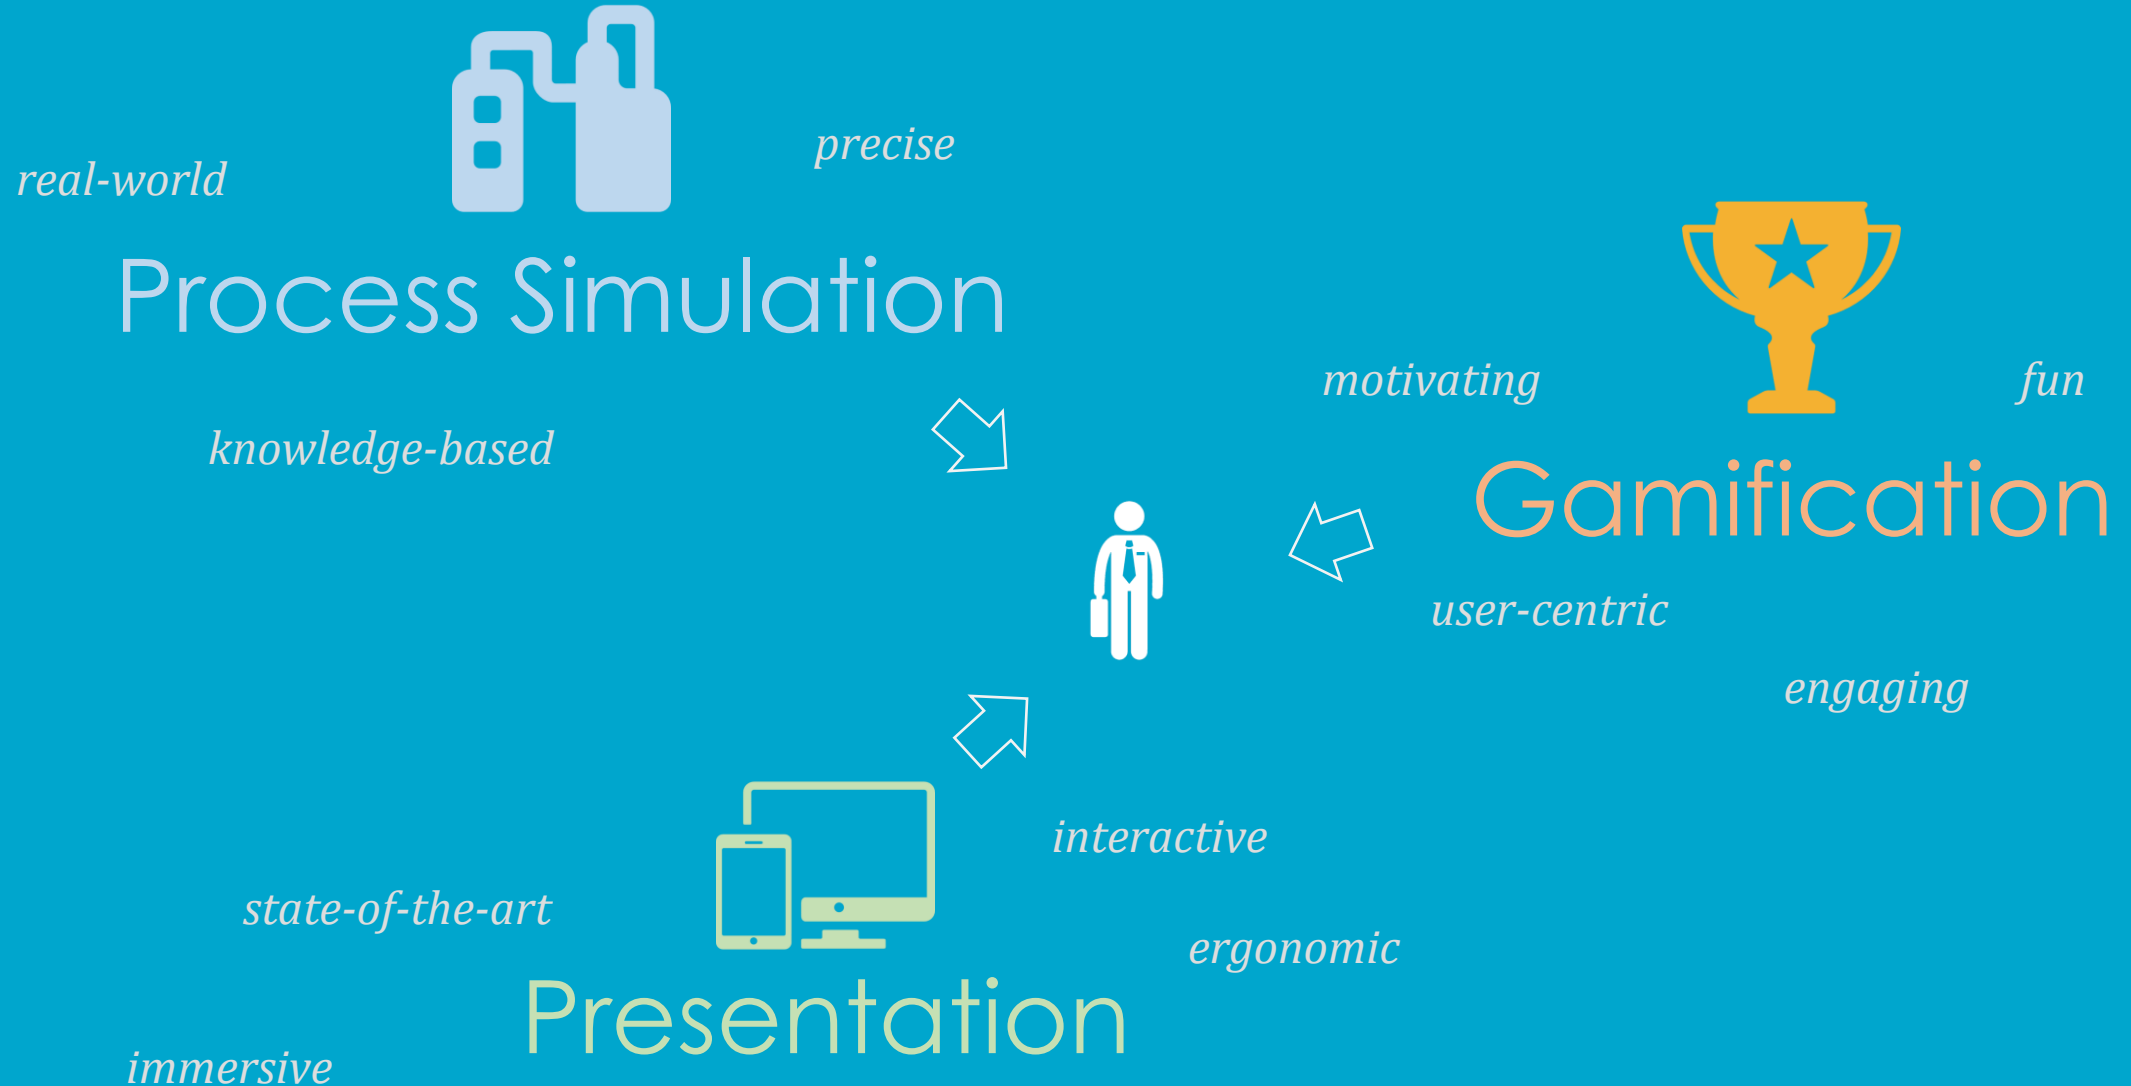 precise
real-world
Process Simulation
knowledge-based
motivating
fun
Gamification
user-centric
engaging
interactive
state-of-the-art
ergonomic
Presentation
immersive